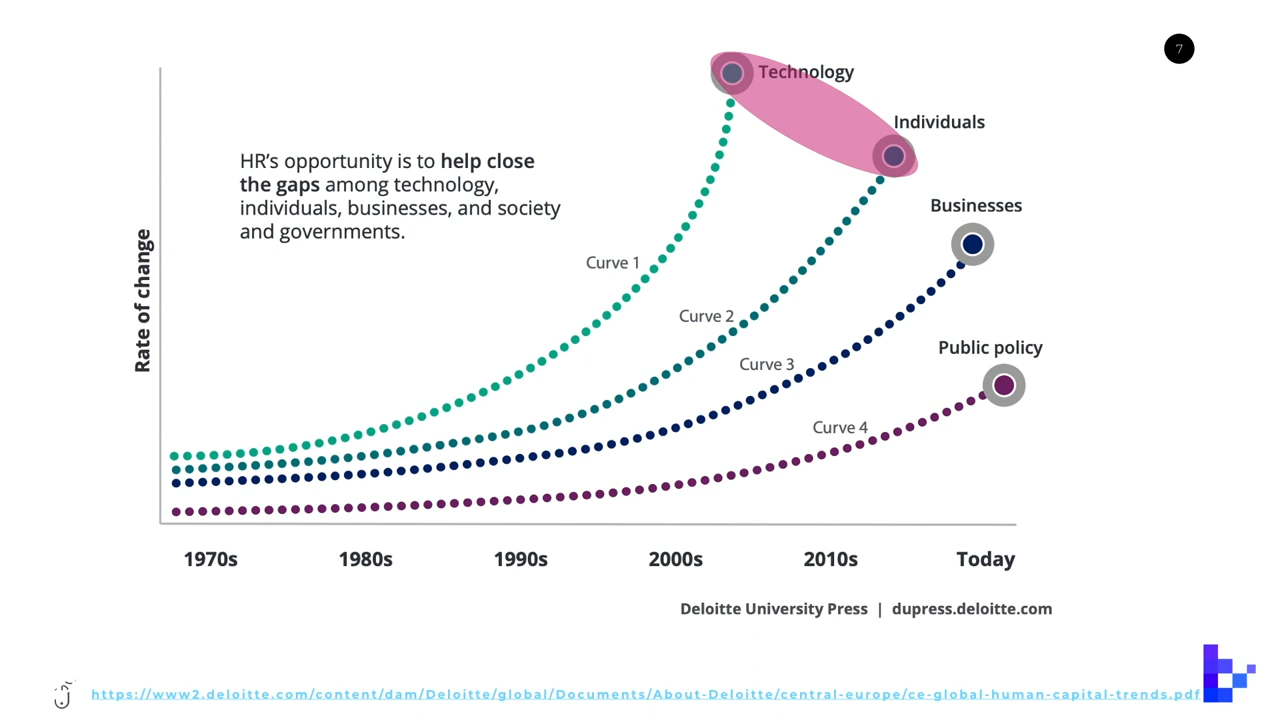 7
Technology
Individuals
HR’s opportunity is to help close
the gaps among technology,
individuals, businesses, and society
and governments.
Businesses
Rate of change
Curve 1
Curve 2
Public policy
Curve 3
Curve 4
1970s 1980s 1990s 2000s 2010s Today
Deloitte University Press | dupress.deloitte.com
https://www2.deloitte.com/content/dam/Deloitte/global/Documents/About-Deloitte/central-europe/ce-global-human-capital-trends.pdf